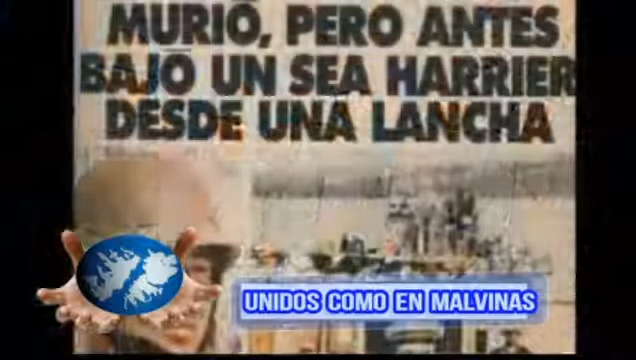 MURIÓ, PERO ANTES
BAJÓ UN SEA HARRIER
DESDE UNA LANCHA
UNIDOS COMO EN MALVINAS